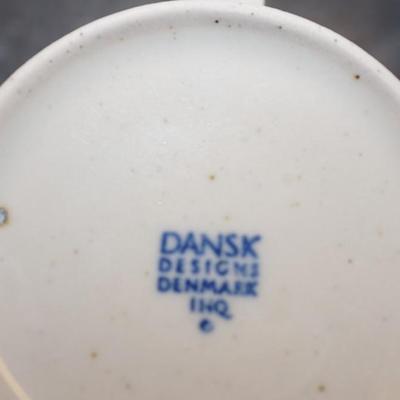 DANSK
DESIGNS
DENMARK
IHQ
©